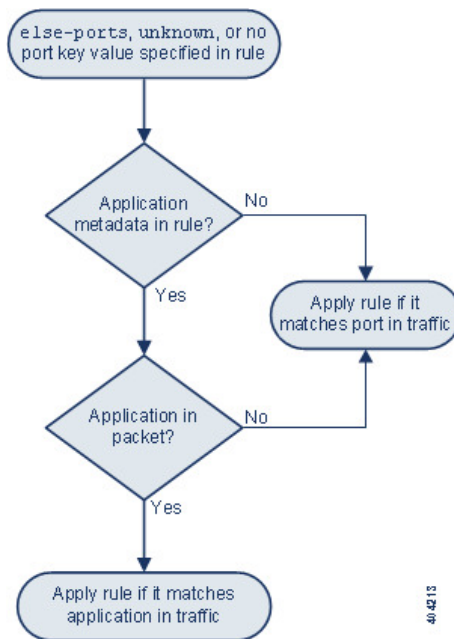 else-ports, unknown, or no
port key value specified in rule
Application
metadata in rule?
No
Yes
Apply rule if it
matches port in traffic
Application in
packet?
No
Yes
Apply rule if it matches
application in traffic
404213